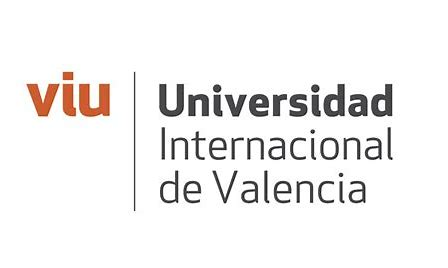 viu
Universidad
Internacional
de Valencia